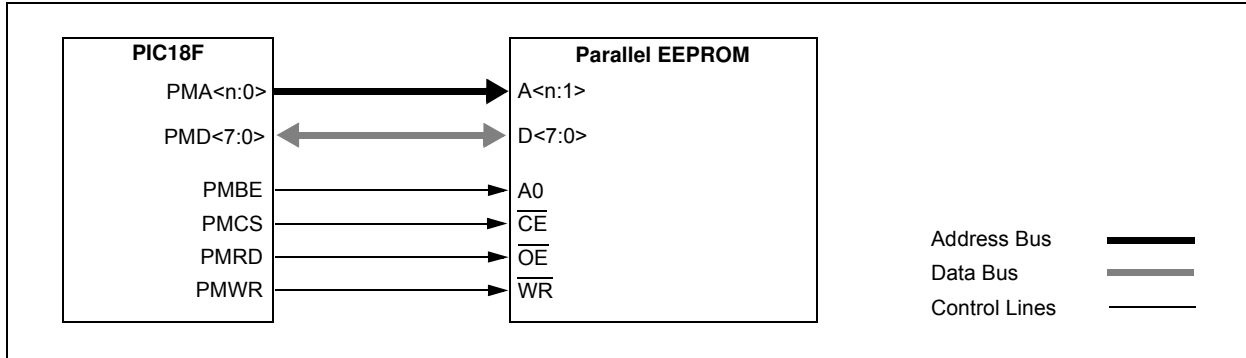 PIC18F
Parallel EEPROM
PMA<n:0>
A<n:1>
PMD<7:0>
D<7:0>
PMBE
A0
PMCS
CE
PMRD
OE
PMWR
WR
Address Bus
Data Bus
Control Lines